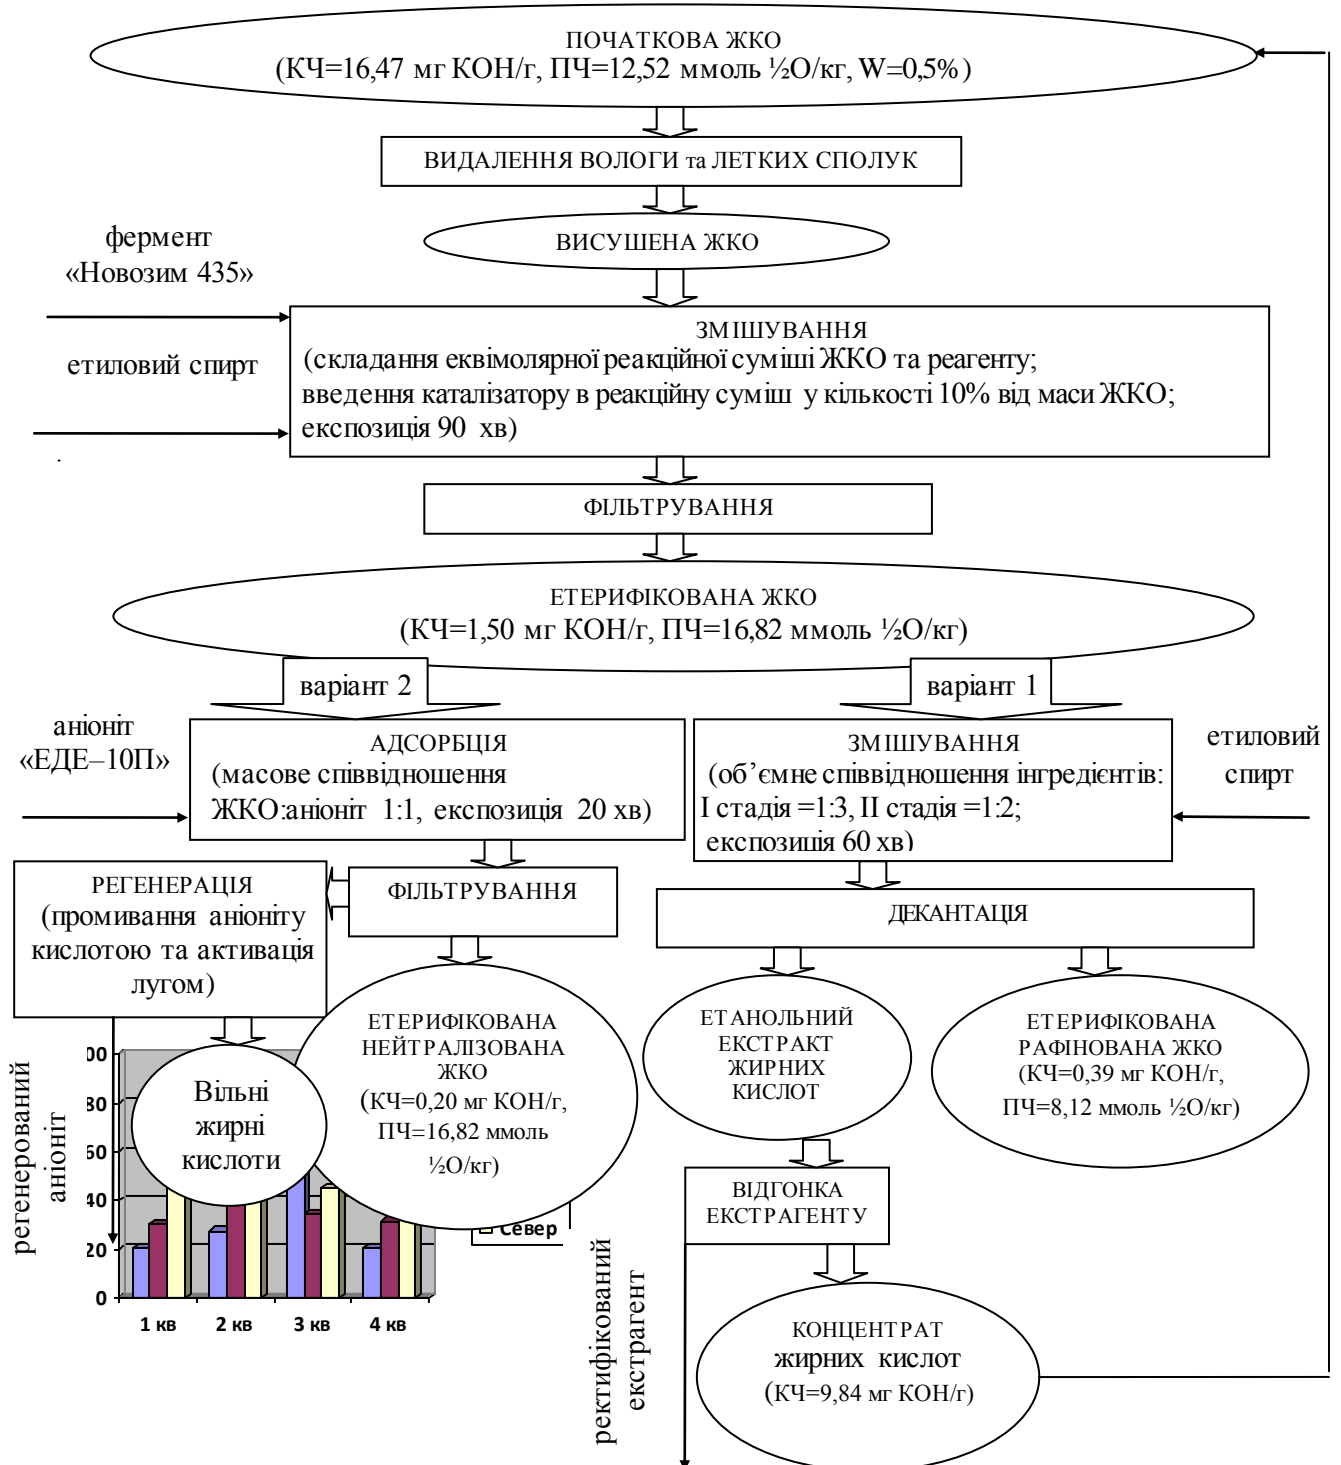 ПОЧАТКОВА ЖКО
(КЧ=16,47 мг КОН/г, ПЧ=12,52 ммоль ½О/кг, W=0,5%)
ВИДАЛЕННЯ ВОЛОГИ та ЛЕТКИХ СПОЛУК
ВИСУШЕНА ЖКО
фермент
«Новозим 435»
етиловий спирт
ЗМІШУВАННЯ
(складання еквімолярної реакційної суміші ЖКО та реагенту;
введення каталізатору в реакційну суміш у кількості 10% від маси ЖКО;
експозиція 90 хв)
ФІЛЬТРУВАННЯ
ЕТЕРИФІКОВАНА ЖКО
(КЧ=1,50 мг КОН/г, ПЧ=16,82 ммоль ½О/кг)
варіант 2
варіант 1
аніоніт
«ЕДЕ–10П»
АДСОРБЦІЯ
(масове співвідношення
ЖКО:аніоніт 1:1, експозиція 20 хв)
ЗМІШУВАННЯ
(об’ємне співвідношення інгредієнтів:
І стадія =1:3, ІІ стадія =1:2;
експозиція 60 хв)
етиловий
спирт
РЕГЕНЕРАЦІЯ
(промивання аніоніту
кислотою та активація
лугом)
ФІЛЬТРУВАННЯ
ДЕКАНТАЦІЯ
ЕТЕРИФІКОВАНА
НЕЙТРАЛІЗОВАНА
ЖКО
(КЧ=0,20 мг КОН/г,
ПЧ=16,82 ммоль
½О/кг)
ЕТАНОЛЬНИЙ
ЕКСТРАКТ
ЖИРНИХ
КИСЛОТ
ЕТЕРИФІКОВАНА
РАФІНОВАНА ЖКО
(КЧ=0,39 мг КОН/г,
ПЧ=8,12 ммоль ½О/кг)
регенерований
аніоніт
Вільні
жирні
кислоти
00
80
60
40
20
0
1 кв
2 кв
3 кв
4 кв
Север
ВІДГОНКА
ЕКСТРАГЕНТУ
ректифікований
екстрагент
КОНЦЕНТРАТ
жирних кислот
(КЧ=9,84 мг КОН/г)